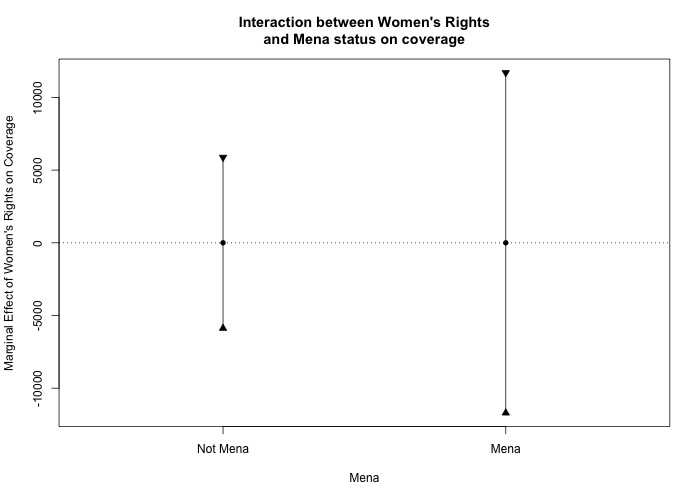 Interaction between Women's Rights
and Mena status on coverage
Marginal Effect of Women's Rights on Coverage
10000
5000
0
-5000
-10000
Not Mena
Mena
Mena